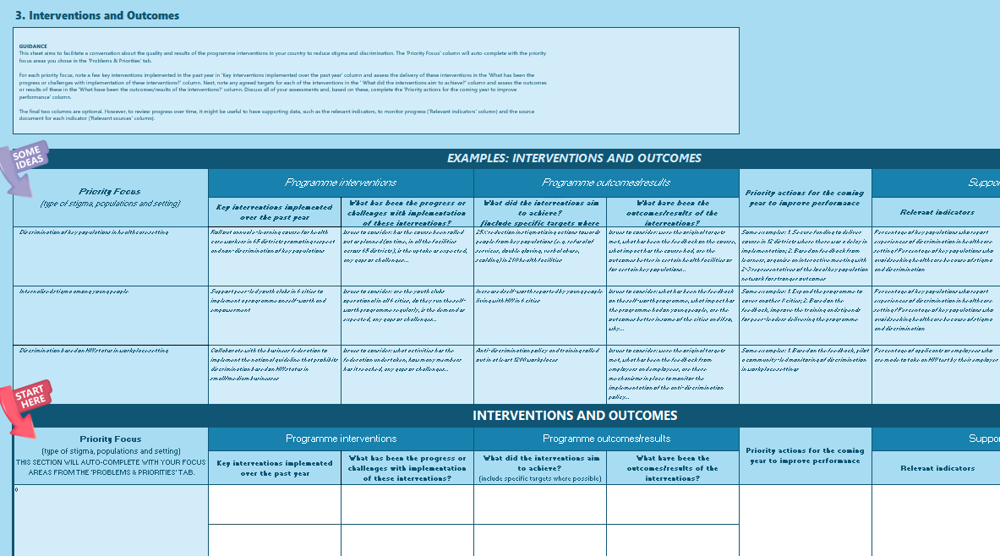 3. Interventions and Outcomes
GUIDANCE
This sheet aims to facilitate a conversation about the quality and results of the programme interventions in your country to reduce stigma and discrimination. The 'Priority Focus' column will auto-complete with the priority
focus areas you chose in the 'Problems & Priorities' tab.
For each priority focus, note a few key interventions implemented in the past year in 'Key interventions implemented over the past year' column and assess the delivery of these interventions in the 'What has been the
progress or challenges with implementation of these interventions?' column. Next, note any agreed targets for each of the interventions in the ' What did the interventions aim to achieve?' column and assess the outcomes
or results of these in the 'What have been the outcomes/results of the interventions?' column. Discuss all of your assessments and, based on these, complete the 'Priority actions for the coming year to improve
performance' column.
The final two columns are optional. However, to review progress over time, it might be useful to have supporting data, such as the relevant indicators, to monitor progress ('Relevant indicators' column) and the source
document for each indicator ('Relevant sources' column).
SOME
IDEAS
EXAMPLES: INTERVENTIONS AND OUTCOMES
Priority Focus
(type of stigma, populations and setting)
Programme interventions
Programme outcomes/results
Priority actions for the coming
year to improve performance
Suppo
Key interventions implemented
over the past year
What has been the progress or
challenges with implementation
of these interventions?
What did the interventions aim
to achieve?
(include specific targets where
What have been the
outcomes/results of the
interventions?
Relevant indicators
Discrimination of key populations in healthcare setting
Roll out an online-learning course for health
care workers in 65 districts promoting respect
and non-discrimination of key populations
Issues to consider: has the course been rolled
out as planned (on time, in all the facilities
across 65 districts), is the uptake as expected,
any gaps or challenges...
25% reduction in stigmatizing actions towards
people from key populations (e.g. refusal of
services, double gloving, verbal abuse,
scolding) in 200 health facilities
Issues to consider: were the original targets
met, what has been the feedback on the course,
what impact has the course had, are the
outcomes better in certain health facilities or
for certain key populations...
Some examples: 1. Secure funding to deliver
course in 12 districts where there was a delay in
implementation; 2. Based on feedback from
learners, organise an interactive meeting with
2-3 representatives of the local key population
network for stronger outcomes
Percentage of key populations who report
experiences of discrimination in healthcare
setting / Percentage of key populations who
avoid seeking healthcare because of stigma
and discrimination
Internalised stigma among young people
Support peer-led youth clubs in 6 cities to
implement a programme on self-worth and
empowerment
Issues to consider: are the youth clubs
operational in all 6 cities, do they run the self-
worth programme regularly, is the demand as
expected, any gaps or challenges...
Increased self-worth reported by young people
living with HIV in 6 cities
Issues to consider: what has been the feedback
on the self-worth programme, what impact has
the programme had on young people, are the
outcomes better in some of the cities and if so,
why...
Some examples: 1. Expand the programme to
cover another 4 cities; 2. Based on the
feedback, improve the training and stipends
for peer-leaders delivering the programme
Percentage of key populations who report
experiences of discrimination in healthcare
setting / Percentage of key populations who
avoid seeking healthcare because of stigma
and discrimination
Discrimination based on HIV status in workplace setting
Collaborate with the business federation to
implement the national guideline that prohibits
discrimination based on HIV status in
small/medium businesses
Issues to consider: what activities has the
federation undertaken, how many members
has it reached, any gaps or challenges...
Anti-discrimination policy and training rolled
out in at least 1200 workplaces
Issues to consider: were the original targets
met, what has been the feedback from
employers and employees, are there
mechanisms in place to monitor the
implementation of the anti-discrimination
policy...
Some examples: 1. Based on the feedback, pilot
a community-led monitoring of discrimination
in workplace settings
Percentage of applicants or employees who
are made to take an HIV test by their employer
START
HERE
INTERVENTIONS AND OUTCOMES
Priority Focus
(type of stigma, populations and setting)
THIS SECTION WILL AUTO-COMPLETE WITH YOUR FOCUS
AREAS FROM THE 'PROBLEMS & PRIORITIES' TAB.
Programme interventions
Programme outcomes/results
Priority actions for the coming
year to improve performance
Suppo
Key interventions implemented
over the past year
What has been the progress or
challenges with implementation
of these interventions?
What did the interventions aim
to achieve?
(include specific targets where possible)
What have been the
outcomes/results of the
interventions?
Relevant indicators
0